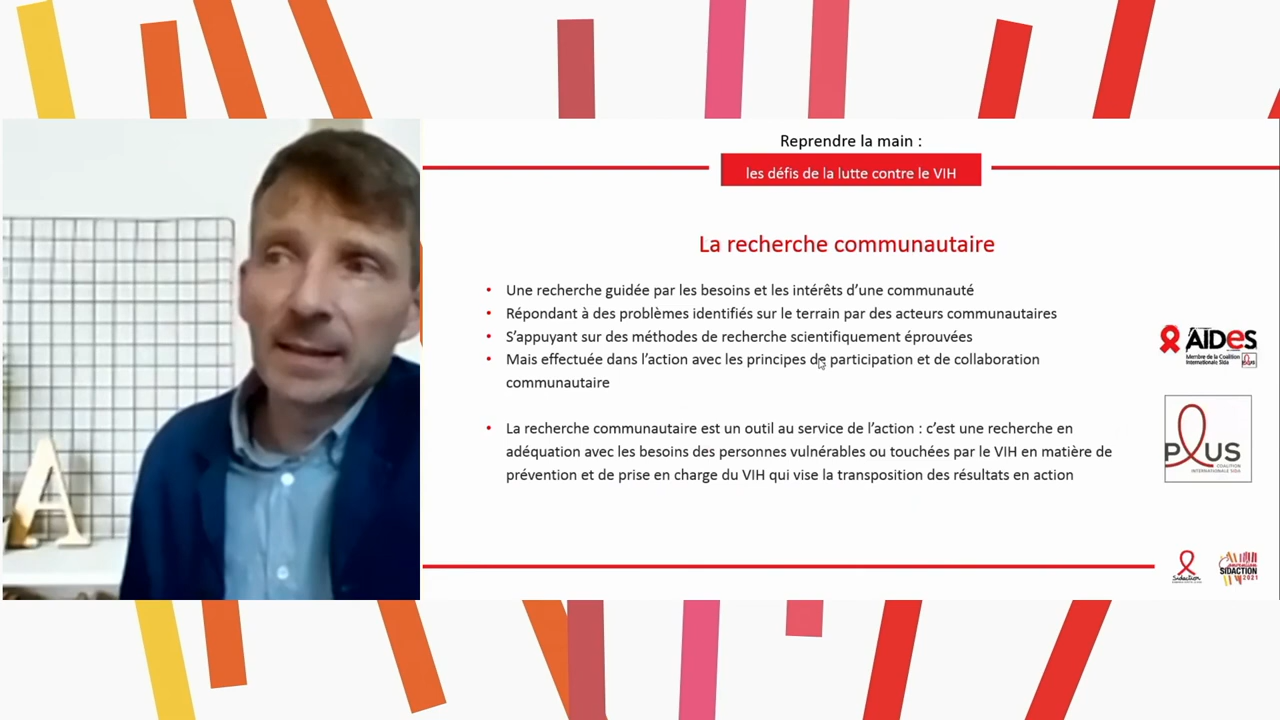 Reprendre la main :
les défis de la lutte contre le VIH
La recherche communautaire
• Une recherche guidée par les besoins et les intérêts d’une communauté
• Répondant à des problèmes identifiés sur le terrain par des acteurs communautaires
• S’appuyant sur des méthodes de recherche scientifiquement éprouvées
• Mais effectuée dans l’action avec les principes de participation et de collaboration
communautaire
• La recherche communautaire est un outil au service de l’action : c’est une recherche en
adéquation avec les besoins des personnes vulnérables ou touchées par le VIH en matière de
prévention et de prise en charge du VIH qui vise la transposition des résultats en action
AIDES
Membre de la Coalition
Internationale Sida
PLUS
COALITION
INTERNATIONALE SIDA
Sidaction
SIDACTION
2021
A